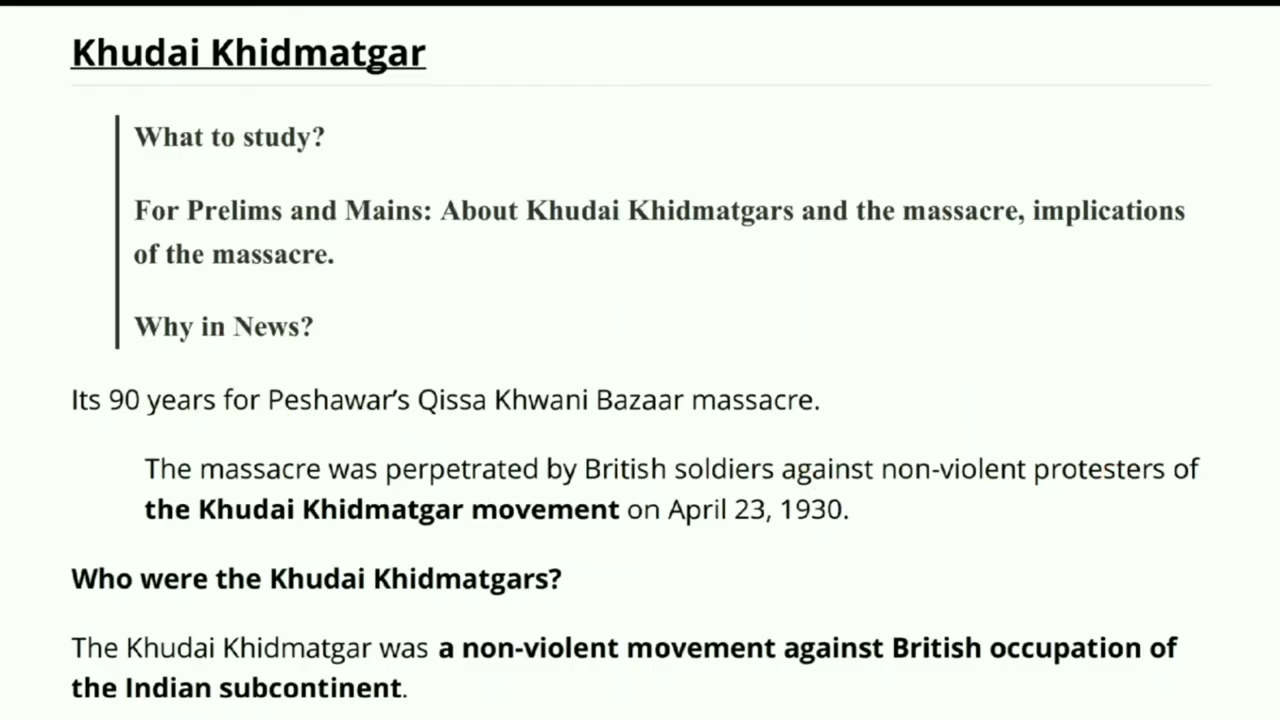 Khudai Khidmatgar
What to study?
For Prelims and Mains: About Khudai Khidmatgars and the massacre, implications
of the massacre.
Why in News?
Its 90 years for Peshawar’s Qissa Khwani Bazaar massacre.
The massacre was perpetrated by British soldiers against non-violent protesters of
the Khudai Khidmatgar movement on April 23, 1930.
Who were the Khudai Khidmatgars?
The Khudai Khidmatgar was a non-violent movement against British occupation of
the Indian subcontinent.